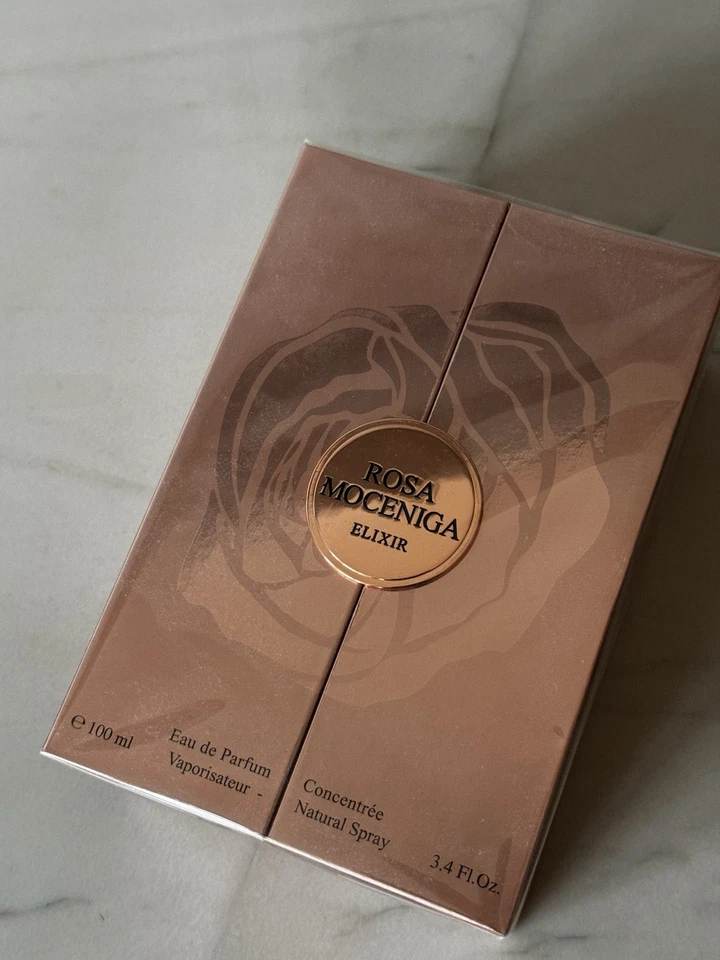 ROSA
MOCENIGA
ELIXIR
℮ 100 ml
Eau de Parfum
Vaporisateur -
Concentrée
Natural Spray
3.4 Fl.Oz.